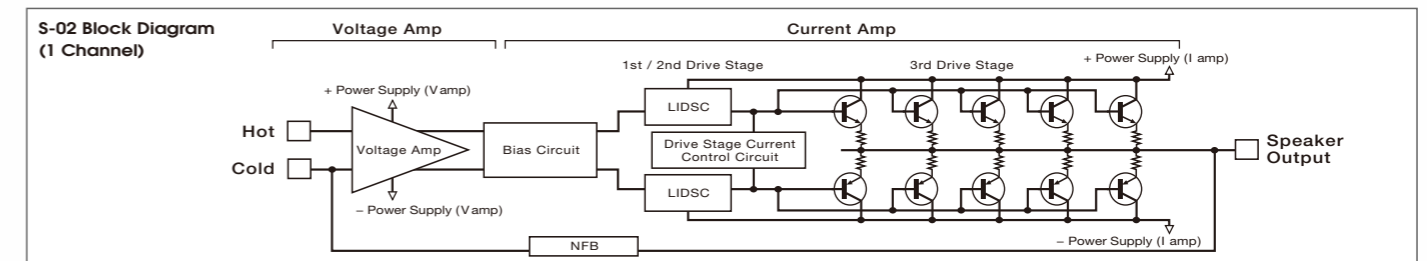 S-02 Block Diagram
(1 Channel)
Voltage Amp
Current Amp
1st / 2nd Drive Stage
3rd Drive Stage
+ Power Supply (I amp)
+ Power Supply (Vamp)
LIDSC
Hot
Voltage Amp
Bias Circuit
Drive Stage Current
Control Circuit
Speaker
Output
Cold
LIDSC
– Power Supply (Vamp)
– Power Supply (I amp)
NFB